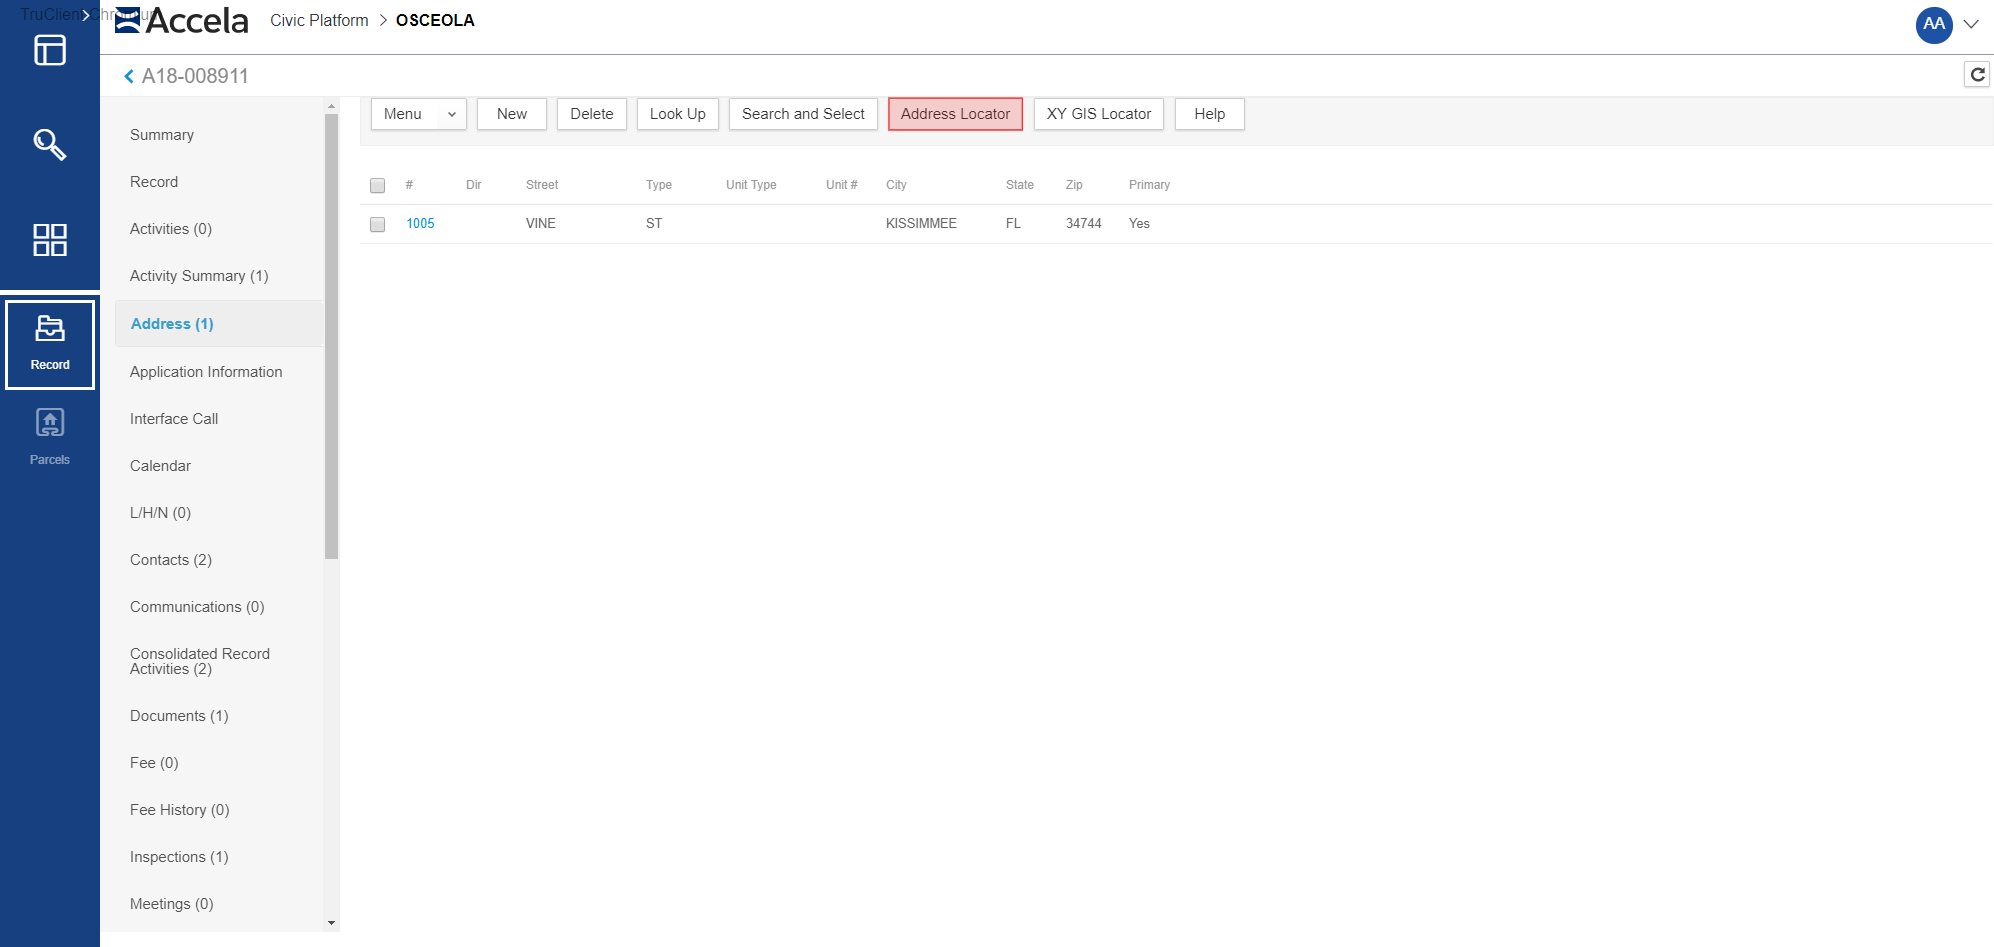 TruClient Chromium
Accela
Civic Platform > OSCEOLA
AA
A18-008911
Menu New Delete Look Up Search and Select Address Locator XY GIS Locator Help
# Dir Street Type Unit Type Unit # City State Zip Primary
1005 VINE ST KISSIMMEE FL 34744 Yes
Record
Parcels
Summary
Record
Activities (0)
Activity Summary (1)
Address (1)
Application Information
Interface Call
Calendar
L/H/N (0)
Contacts (2)
Communications (0)
Consolidated Record
Activities (2)
Documents (1)
Fee (0)
Fee History (0)
Inspections (1)
Meetings (0)